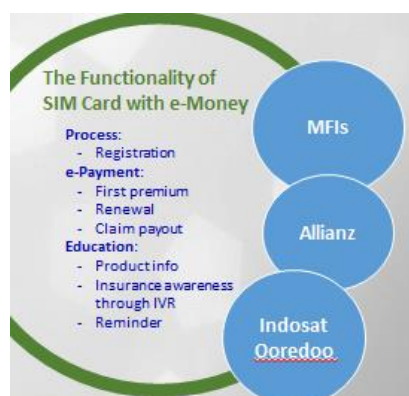 The Functionality of
SIM Card with e-Money
Process:
- Registration
e-Payment:
- First premium
- Renewal
- Claim payout
Education:
- Product info
- Insurance awareness
through IVR
- Reminder
MFIs
Allianz
Indosat
Ooredoo